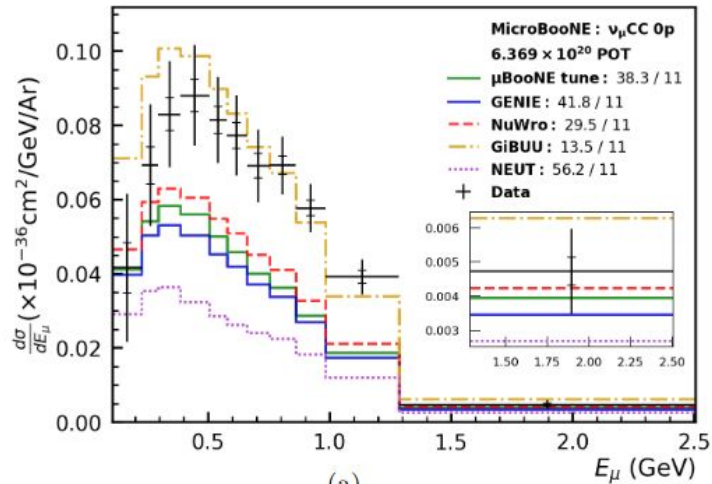 MicroBooNE: νμCC 0p
6.369 × 10²⁰ POT
μBooNE tune: 38.3 / 11
GENIE: 41.8 / 11
NuWro: 29.5 / 11
GiBUU: 13.5 / 11
NEUT: 56.2 / 11
Data
0.10
0.08
0.06
0.04
0.02
0.00
dσ/dEμ (×10⁻³⁶cm²/GeV/Ar)
0.006
0.005
0.004
0.003
1.50 1.75 2.00 2.25 2.50
0.5 1.0 1.5 2.0 2.5
Eμ (GeV)